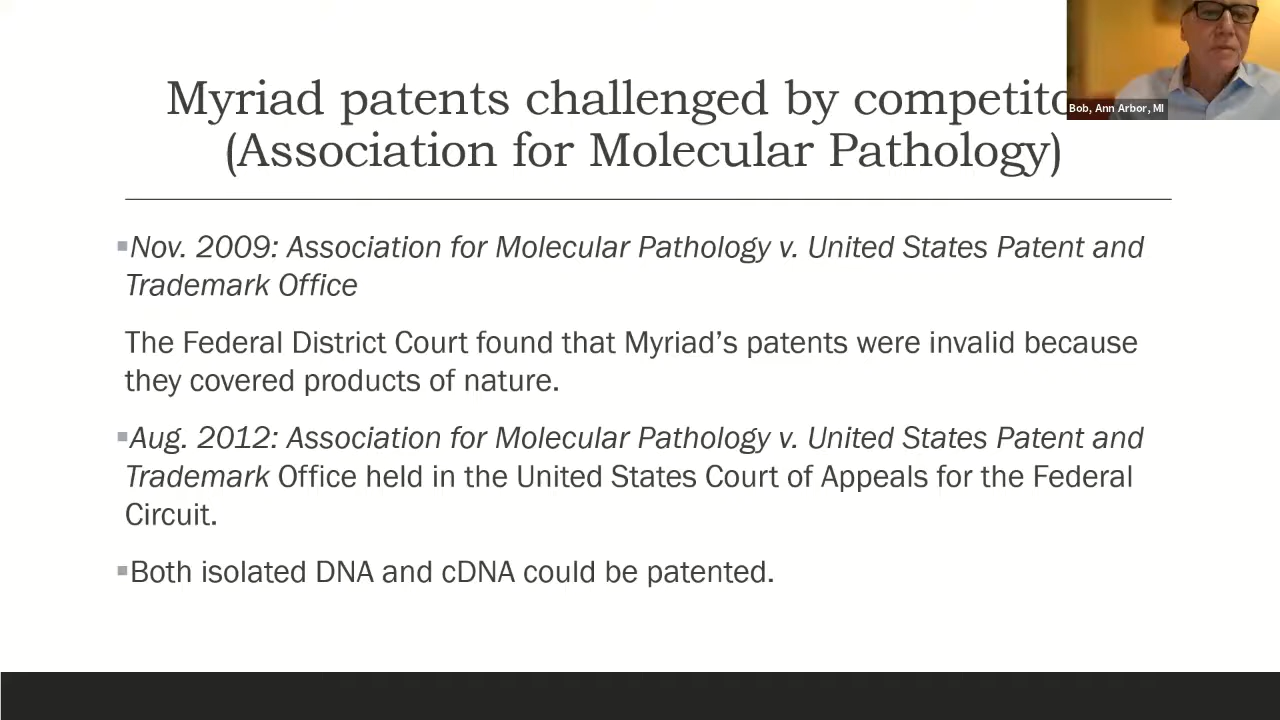 Myriad patents challenged by competito
Bob, Ann Arbor, MI
(Association for Molecular Pathology)
▪Nov. 2009: Association for Molecular Pathology v. United States Patent and
Trademark Office
The Federal District Court found that Myriad’s patents were invalid because
they covered products of nature.
▪Aug. 2012: Association for Molecular Pathology v. United States Patent and
Trademark Office held in the United States Court of Appeals for the Federal
Circuit.
▪Both isolated DNA and cDNA could be patented.